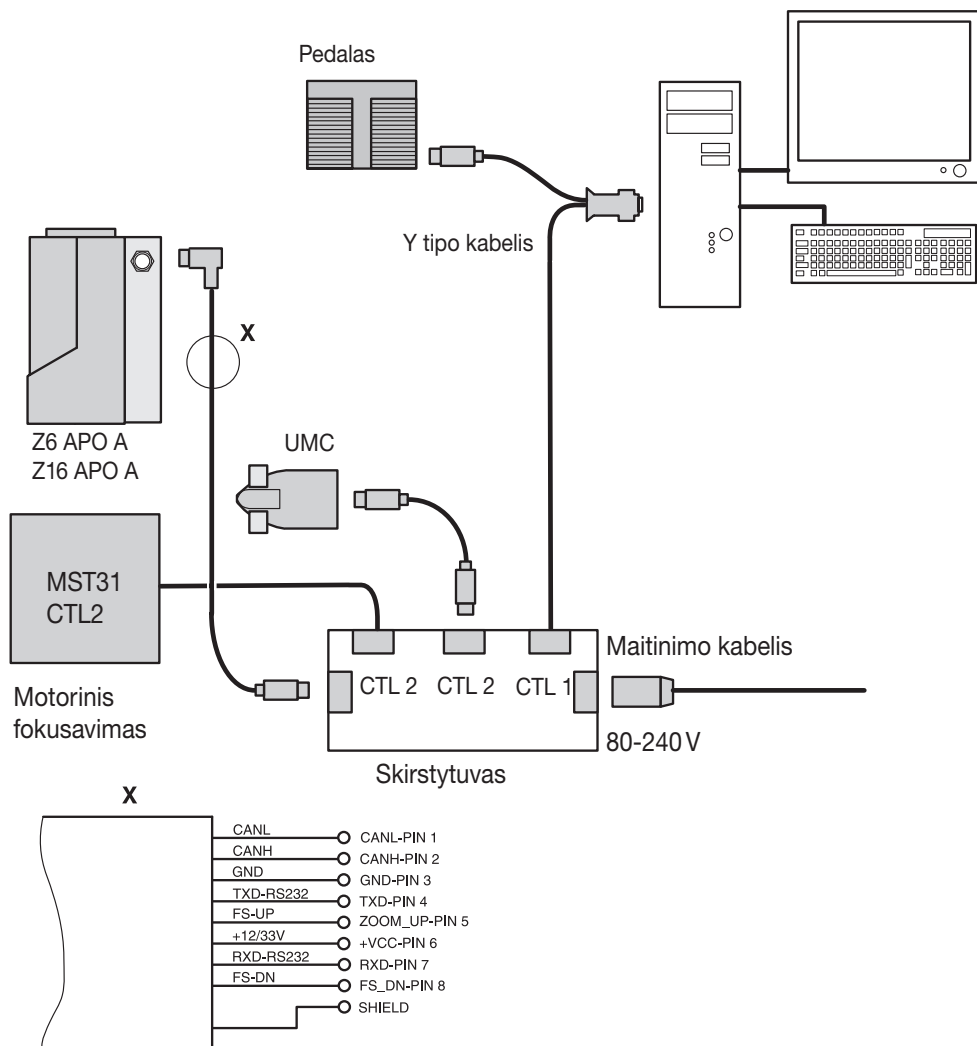 Pedalas
Y tipo kabelis
X
Z6 APO A
Z16 APO A
UMC
MST31
CTL2
Motorinis
fokusavimas
CTL 2
CTL 2
CTL 1
Maitinimo kabelis
80-240 V
Skirstytuvas
X
CANL CANL-PIN 1
CANH CANH-PIN 2
GND GND-PIN 3
TXD-RS232 TXD-PIN 4
FS-UP ZOOM_UP-PIN 5
+12/33V +VCC-PIN 6
RXD-RS232 RXD-PIN 7
FS-DN FS_DN-PIN 8
SHIELD